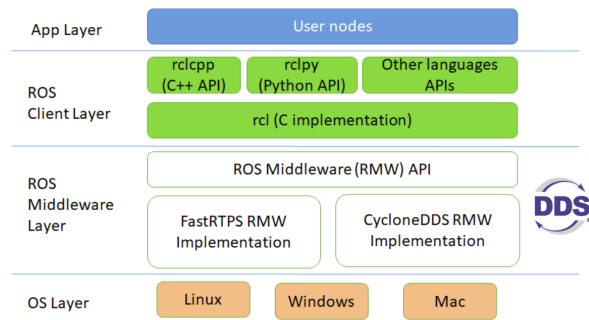 App Layer
User nodes
ROS
Client Layer
rclcpp
(C++ API)
rclpy
(Python API)
Other languages
APIs
rcl (C implementation)
ROS
Middleware
Layer
ROS Middleware (RMW) API
FastRTPS RMW
Implementation
CycloneDDS RMW
Implementation
DDS
OS Layer
Linux
Windows
Mac